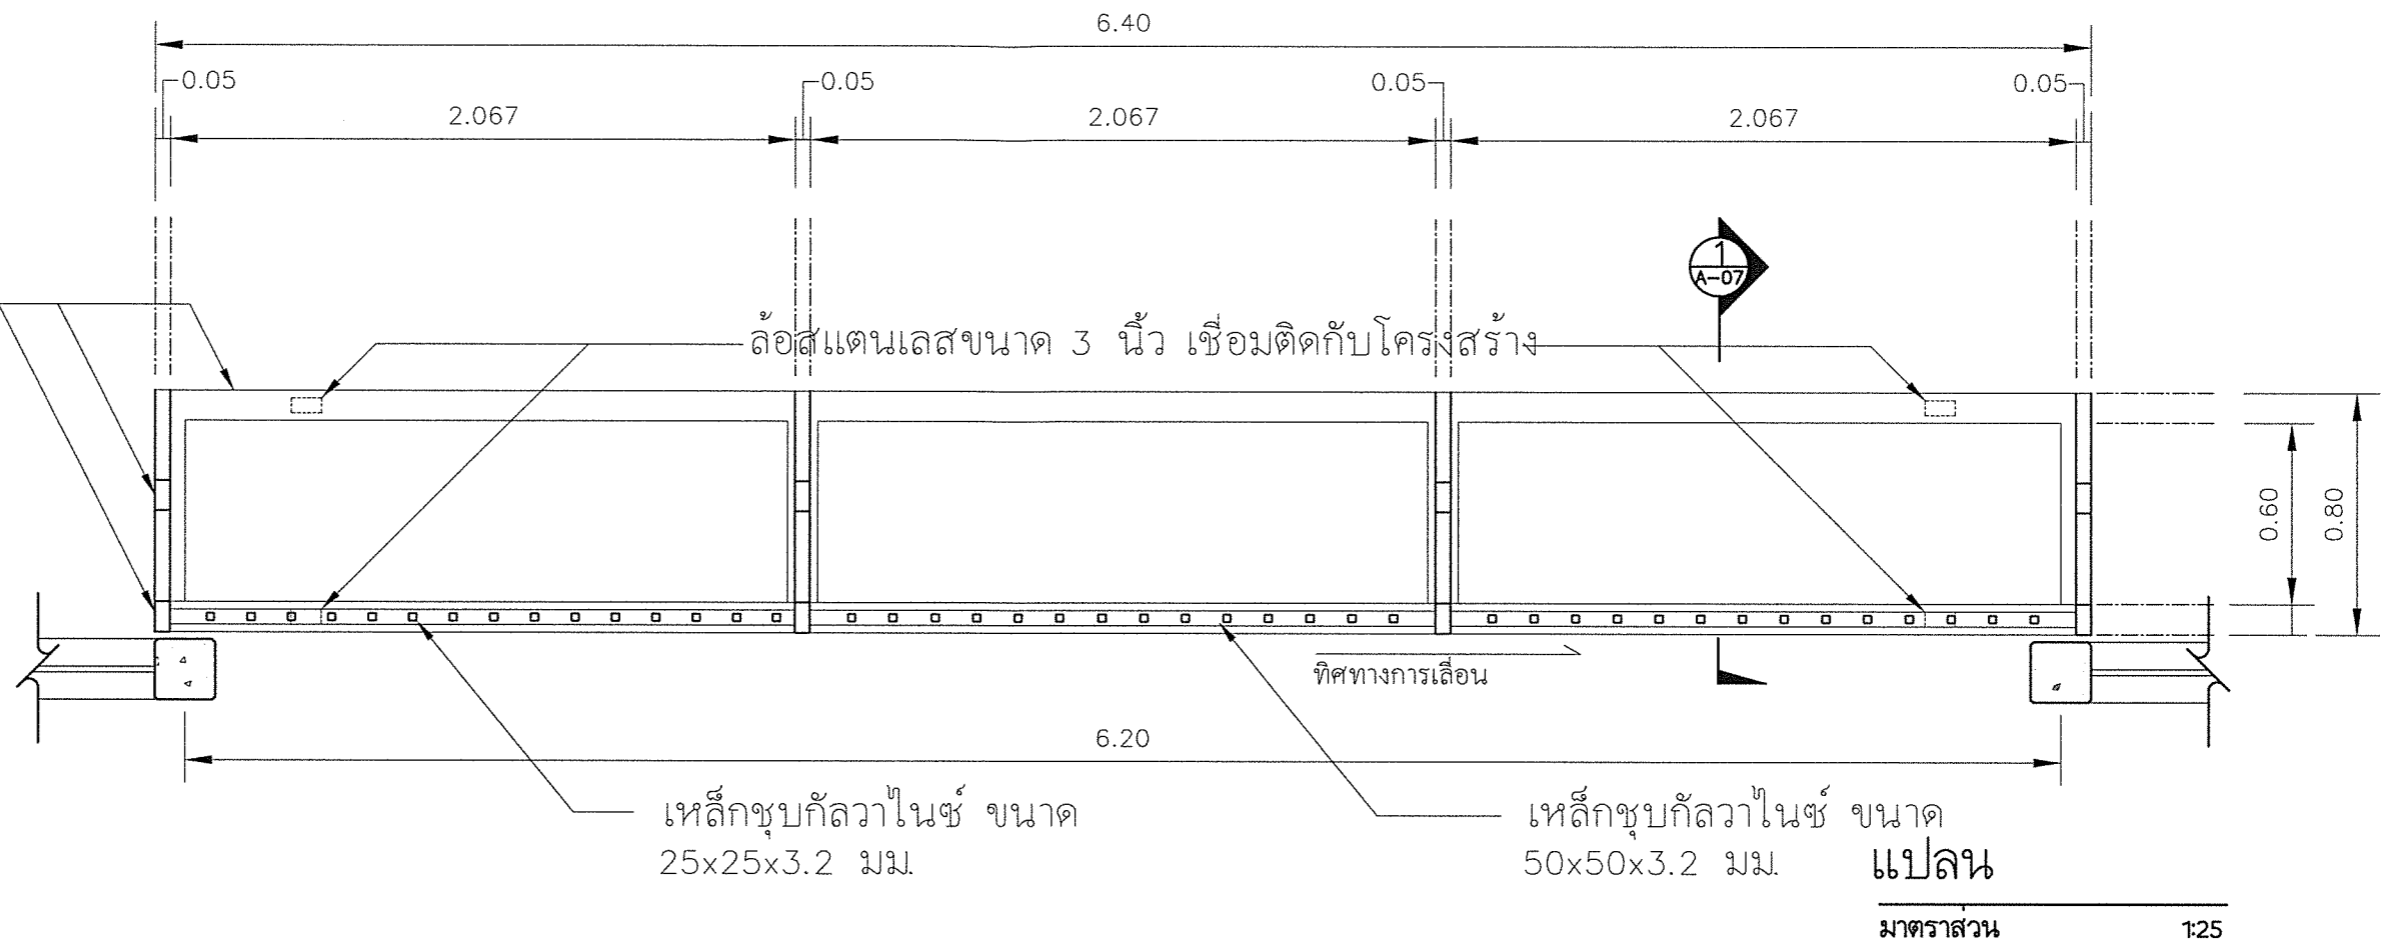 6.40
0.05
0.05
0.05
0.05
2.067
2.067
2.067
1
A-07
ล้อสแตนเลสขนาด 3 นิ้ว เชื่อมติดกับโครงสร้าง
0.60
0.80
ทิศทางการเลื่อน
6.20
เหล็กชุบกัลวาไนซ์ ขนาด
25x25x3.2 มม.
เหล็กชุบกัลวาไนซ์ ขนาด
50x50x3.2 มม.
แปลน
มาตราส่วน 1:25